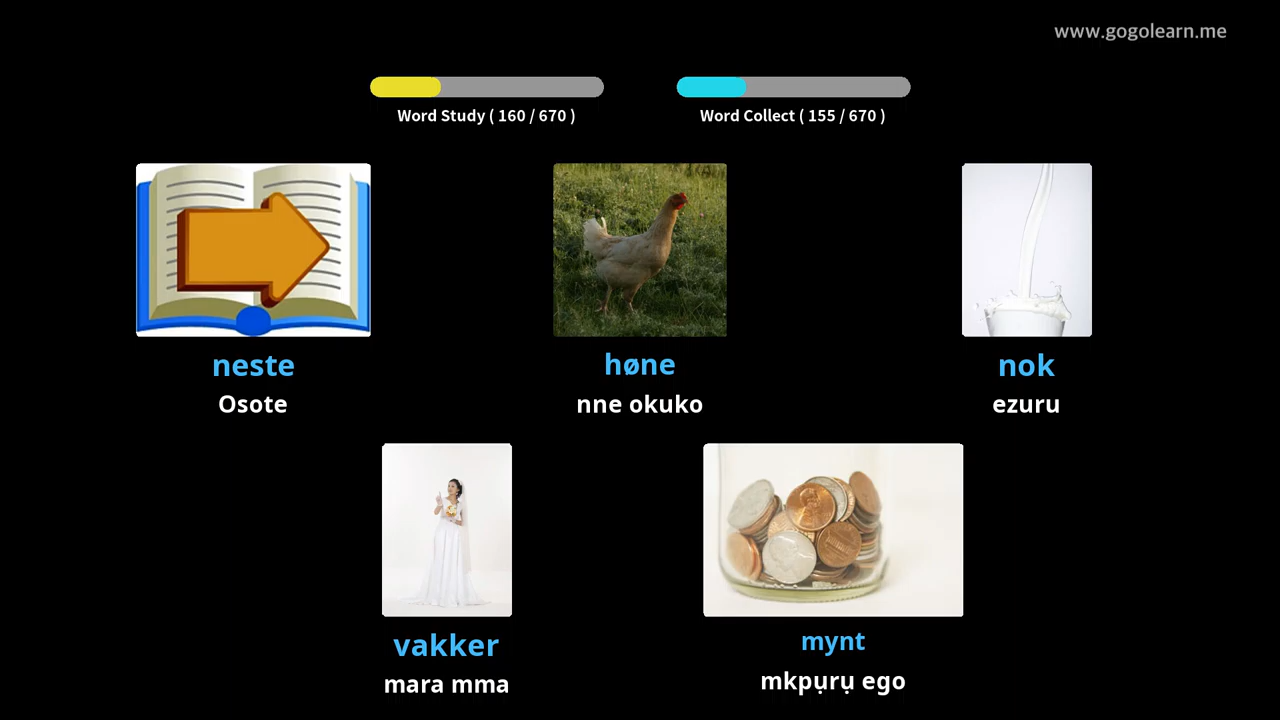 www.gogolearn.me
Word Study ( 160 / 670 )
Word Collect ( 155 / 670 )
neste
Osote
høne
nne okuko
nok
ezuru
vakker
mara mma
mynt
mkpụrụ ego